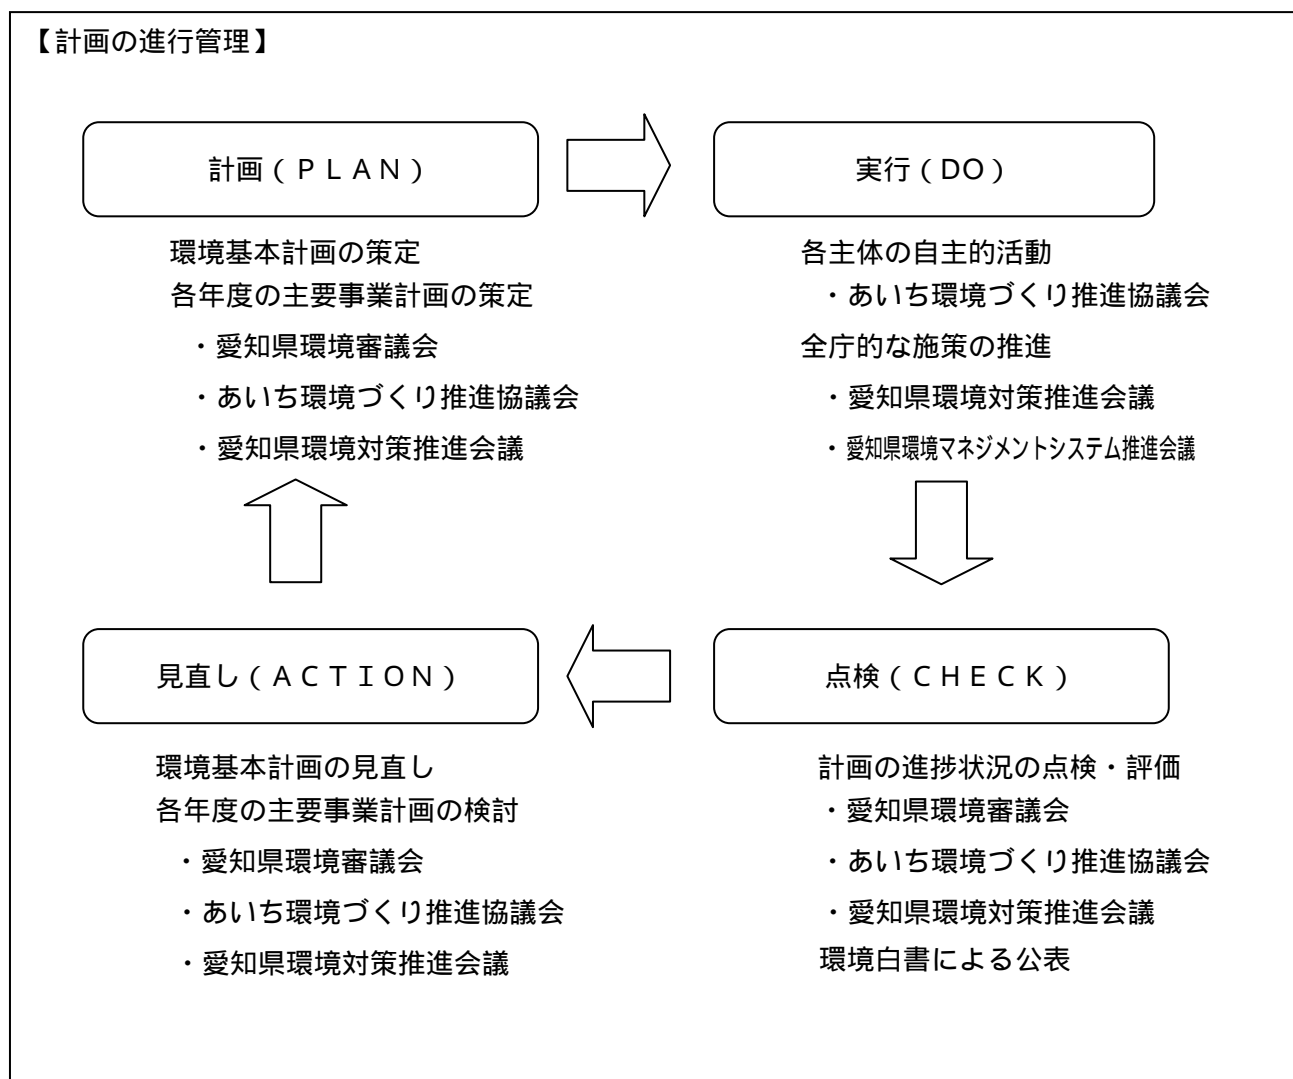 【計画の進行管理】
計画（ＰＬＡＮ）
環境基本計画の策定
各年度の主要事業計画の策定
・愛知県環境審議会
・あいち環境づくり推進協議会
・愛知県環境対策推進会議
実行（DO）
各主体の自主的活動
・あいち環境づくり推進協議会
全庁的な施策の推進
・愛知県環境対策推進会議
・愛知県環境マネジメントシステム推進会議
点検（ＣＨＥＣＫ）
計画の進捗状況の点検・評価
・愛知県環境審議会
・あいち環境づくり推進協議会
・愛知県環境対策推進会議
環境白書による公表
見直し（ＡＣＴＩＯＮ）
環境基本計画の見直し
各年度の主要事業計画の検討
・愛知県環境審議会
・あいち環境づくり推進協議会
・愛知県環境対策推進会議